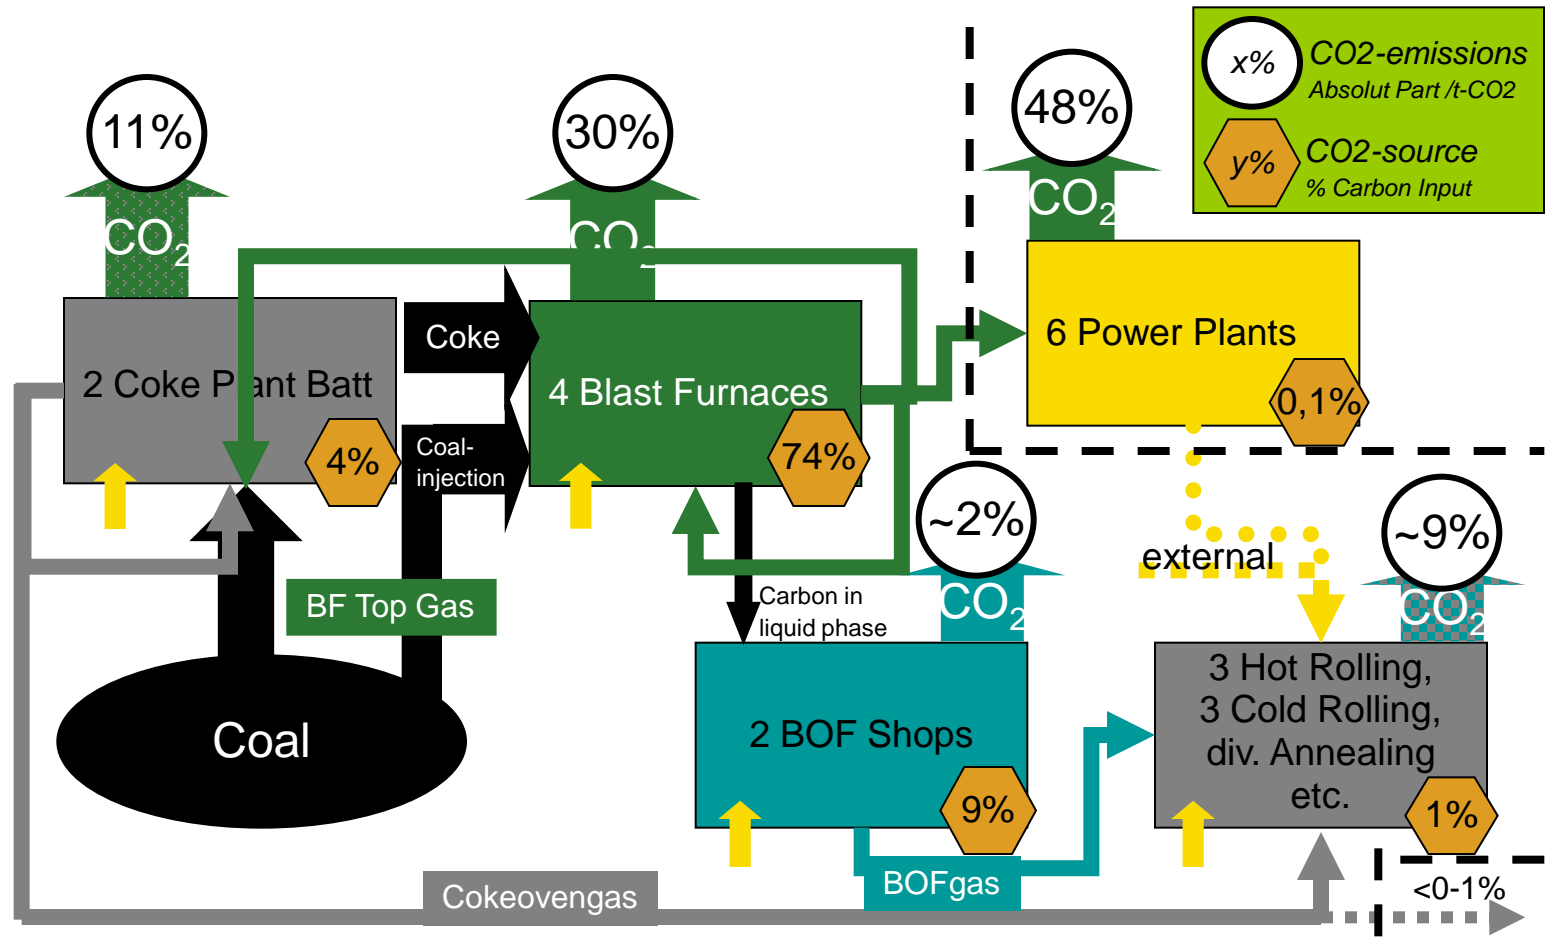 11%
CO2
30%
CO2
48%
CO2
x%
CO2-emissions
Absolut Part /t-CO2
y%
CO2-source
% Carbon Input
2 Coke Plant Batt
4%
Coke
Coal-
injection
4 Blast Furnaces
74%
6 Power Plants
0,1%
BF Top Gas
Coal
Carbon in
liquid phase
~2%
CO2
external
~9%
CO2
2 BOF Shops
9%
3 Hot Rolling,
3 Cold Rolling,
div. Annealing
etc.
1%
Cokeovengas
BOFgas
<0-1%